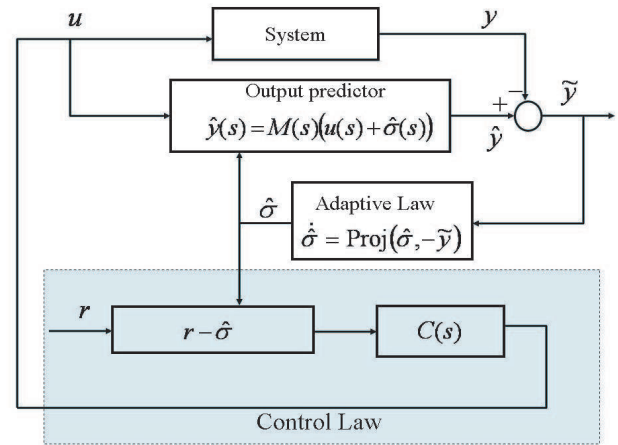 u
System
y
Output predictor
ŷ(s) = M(s)(u(s) + σ̂(s))
+
−
ŷ
ỹ
σ̂
Adaptive Law
σ̂̇ = Proj(σ̂, −ỹ)
r
r − σ̂
C(s)
Control Law